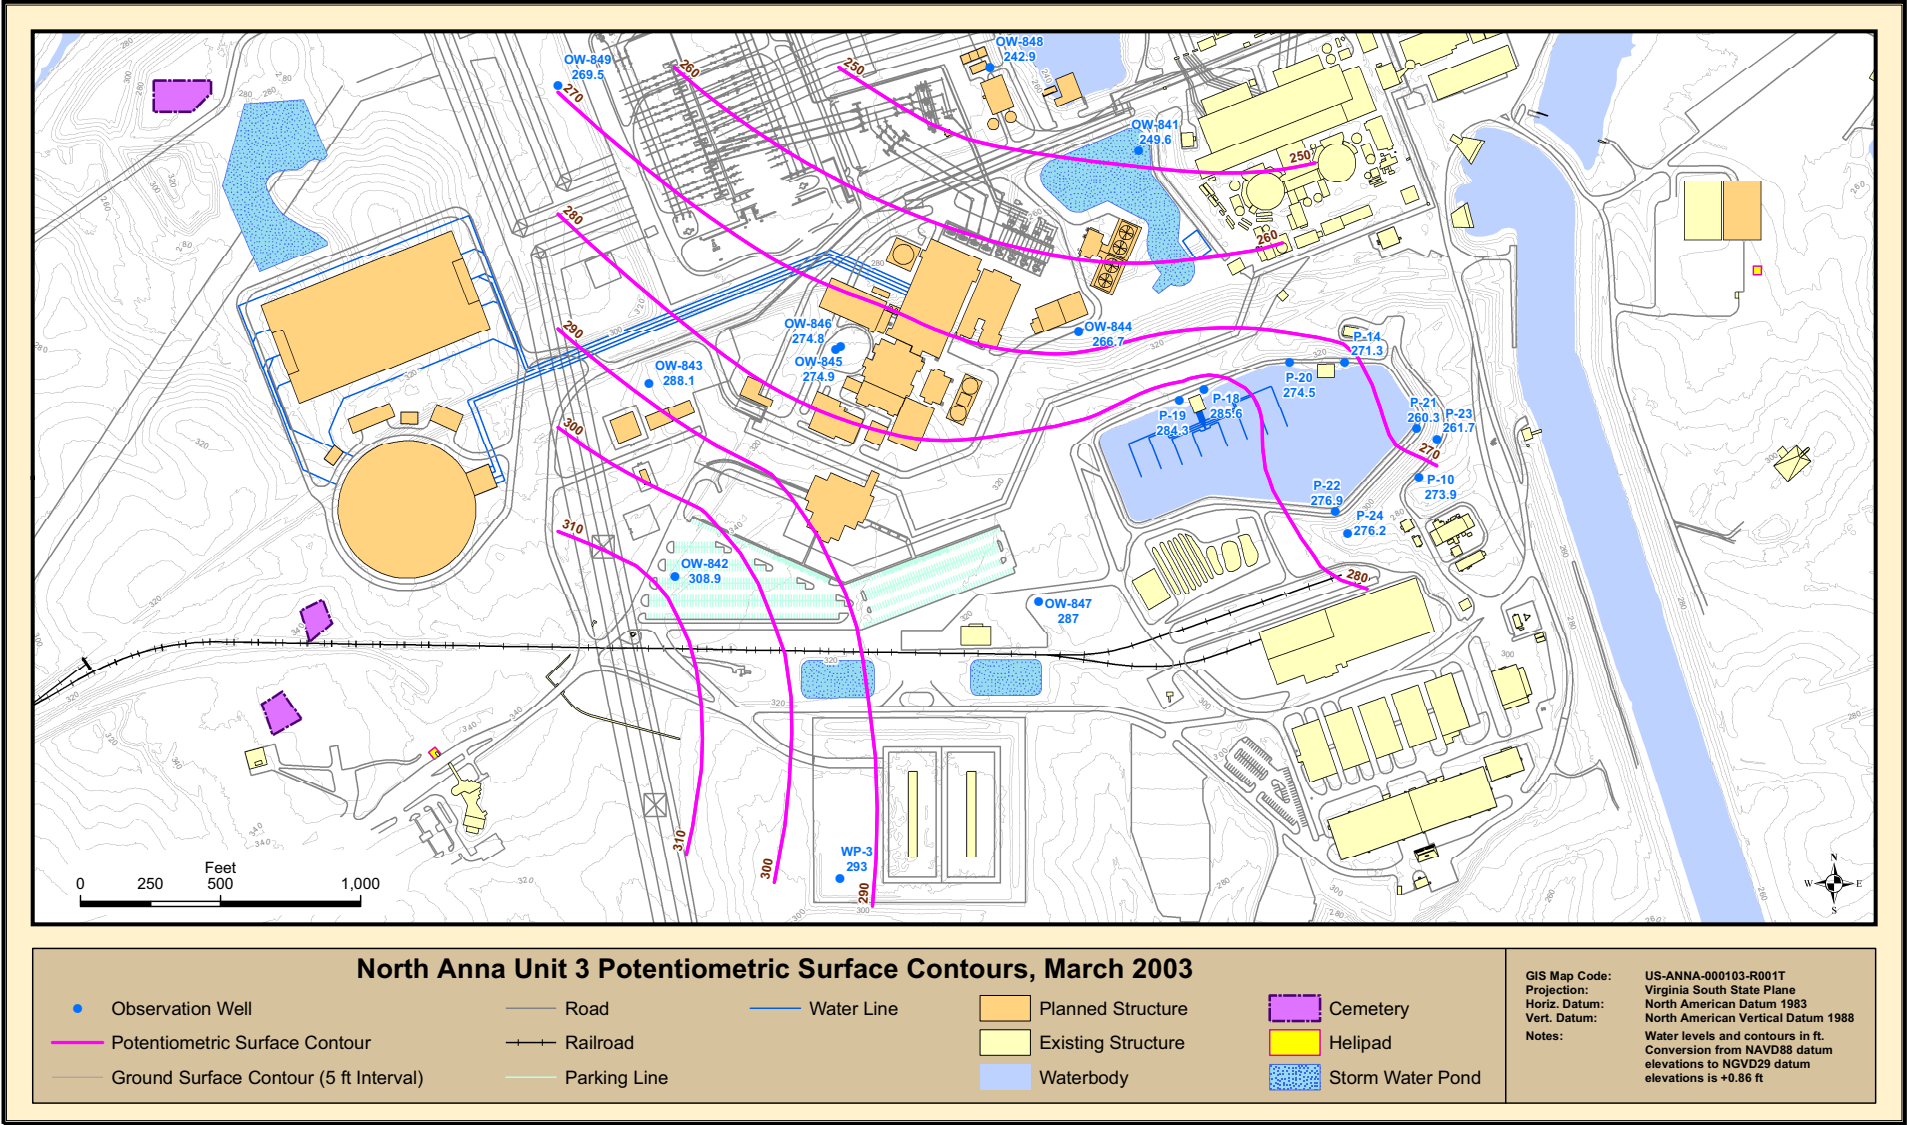 OW-849
269.5
270
260
250
OW-848
242.9
OW-841
249.6
250
260
280
290
300
310
OW-843
288.1
OW-846
274.8
OW-845
274.9
OW-844
266.7
P-14
271.3
P-20
274.5
P-18
285.6
P-19
284.3
P-21
260.3
P-23
261.7
270
P-10
273.9
P-22
276.9
P-24
276.2
280
OW-842
308.9
OW-847
287
WP-3
293
310
300
290
320
320
300
280
340
Feet
0 250 500 1,000
N
W E
S
North Anna Unit 3 Potentiometric Surface Contours, March 2003
Observation Well
Potentiometric Surface Contour
Ground Surface Contour (5 ft Interval)
Road
Railroad
Parking Line
Water Line
Planned Structure
Existing Structure
Waterbody
Cemetery
Helipad
Storm Water Pond
GIS Map Code: US-ANNA-000103-R001T
Projection: Virginia South State Plane
Horiz. Datum: North American Datum 1983
Vert. Datum: North American Vertical Datum 1988
Notes: Water levels and contours in ft.
Conversion from NAVD88 datum
elevations to NGVD29 datum
elevations is +0.86 ft